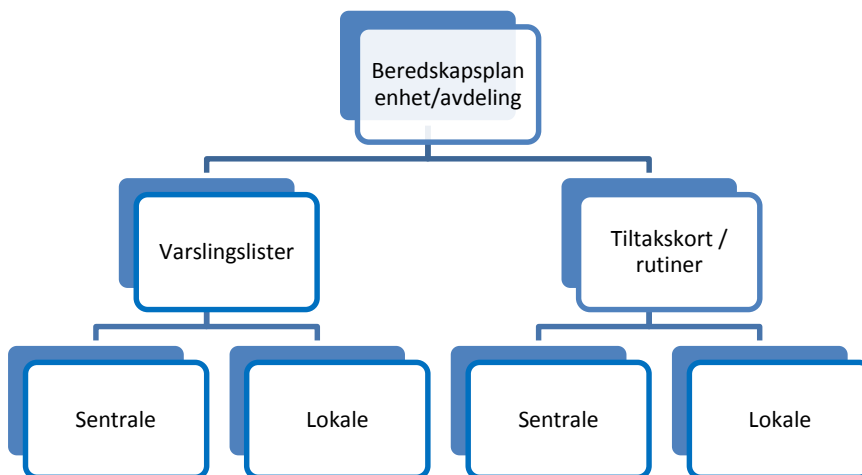 Beredskapsplan
enhet/avdeling
Varslingslister
Tiltakskort /
rutiner
Sentrale
Lokale
Sentrale
Lokale